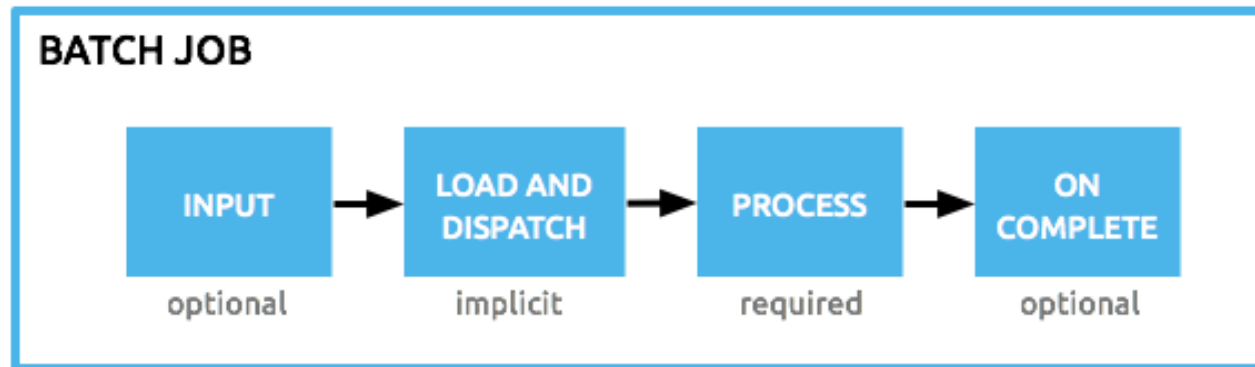 BATCH JOB
INPUT
LOAD AND
DISPATCH
PROCESS
ON
COMPLETE
optional
implicit
required
optional